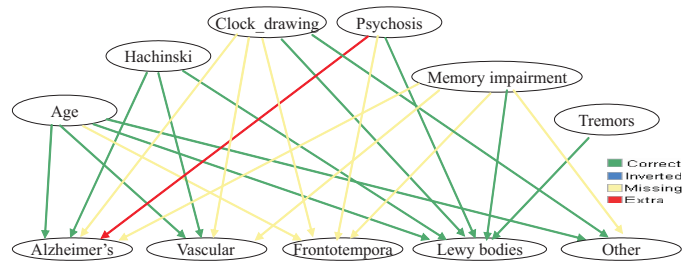 Clock_drawing
Psychosis
Hachinski
Memory impairment
Age
Tremors
Correct
Inverted
Missing
Extra
Alzheimer's
Vascular
Frontotempora
Lewy bodies
Other